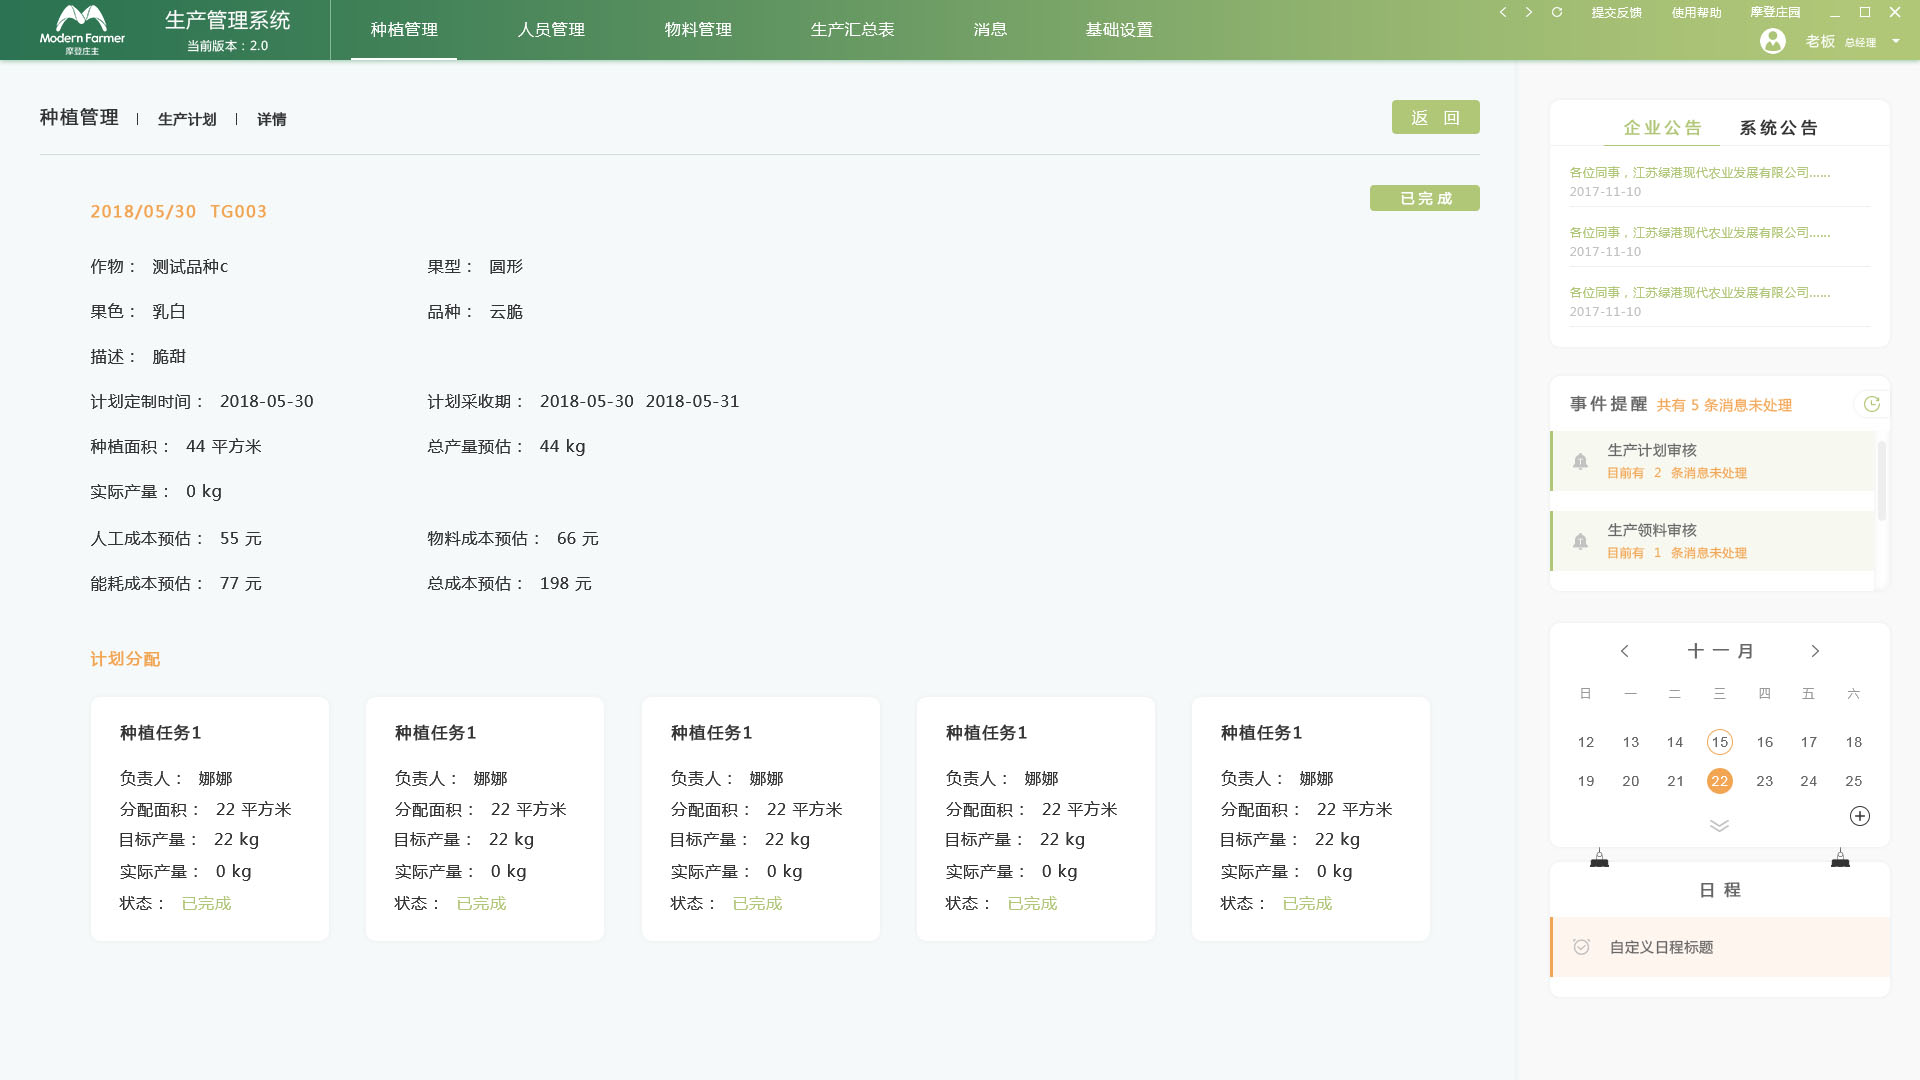 Modern Farmer
摩登庄主
生产管理系统
当前版本：2.0
种植管理
人员管理
物料管理
生产汇总表
消息
基础设置
提交反馈
使用帮助
摩登庄园
老板 总经理
种植管理 | 生产计划 | 详情
返 回
2018/05/30 TG003
已完成
作物： 测试品种c
果型： 圆形
果色： 乳白
品种： 云脆
描述： 脆甜
计划定制时间： 2018-05-30
计划采收期： 2018-05-30 2018-05-31
种植面积： 44 平方米
总产量预估： 44 kg
实际产量： 0 kg
人工成本预估： 55 元
物料成本预估： 66 元
能耗成本预估： 77 元
总成本预估： 198 元
计划分配
种植任务1
负责人： 娜娜
分配面积： 22 平方米
目标产量： 22 kg
实际产量： 0 kg
状态： 已完成
种植任务1
负责人： 娜娜
分配面积： 22 平方米
目标产量： 22 kg
实际产量： 0 kg
状态： 已完成
种植任务1
负责人： 娜娜
分配面积： 22 平方米
目标产量： 22 kg
实际产量： 0 kg
状态： 已完成
种植任务1
负责人： 娜娜
分配面积： 22 平方米
目标产量： 22 kg
实际产量： 0 kg
状态： 已完成
种植任务1
负责人： 娜娜
分配面积： 22 平方米
目标产量： 22 kg
实际产量： 0 kg
状态： 已完成
企业公告 系统公告
各位同事，江苏绿港现代农业发展有限公司......
2017-11-10
各位同事，江苏绿港现代农业发展有限公司......
2017-11-10
各位同事，江苏绿港现代农业发展有限公司......
2017-11-10
事件提醒 共有 5 条消息未处理
生产计划审核
目前有 2 条消息未处理
生产领料审核
目前有 1 条消息未处理
十一月
日 一 二 三 四 五 六
12 13 14 15 16 17 18
19 20 21 22 23 24 25
日 程
自定义日程标题